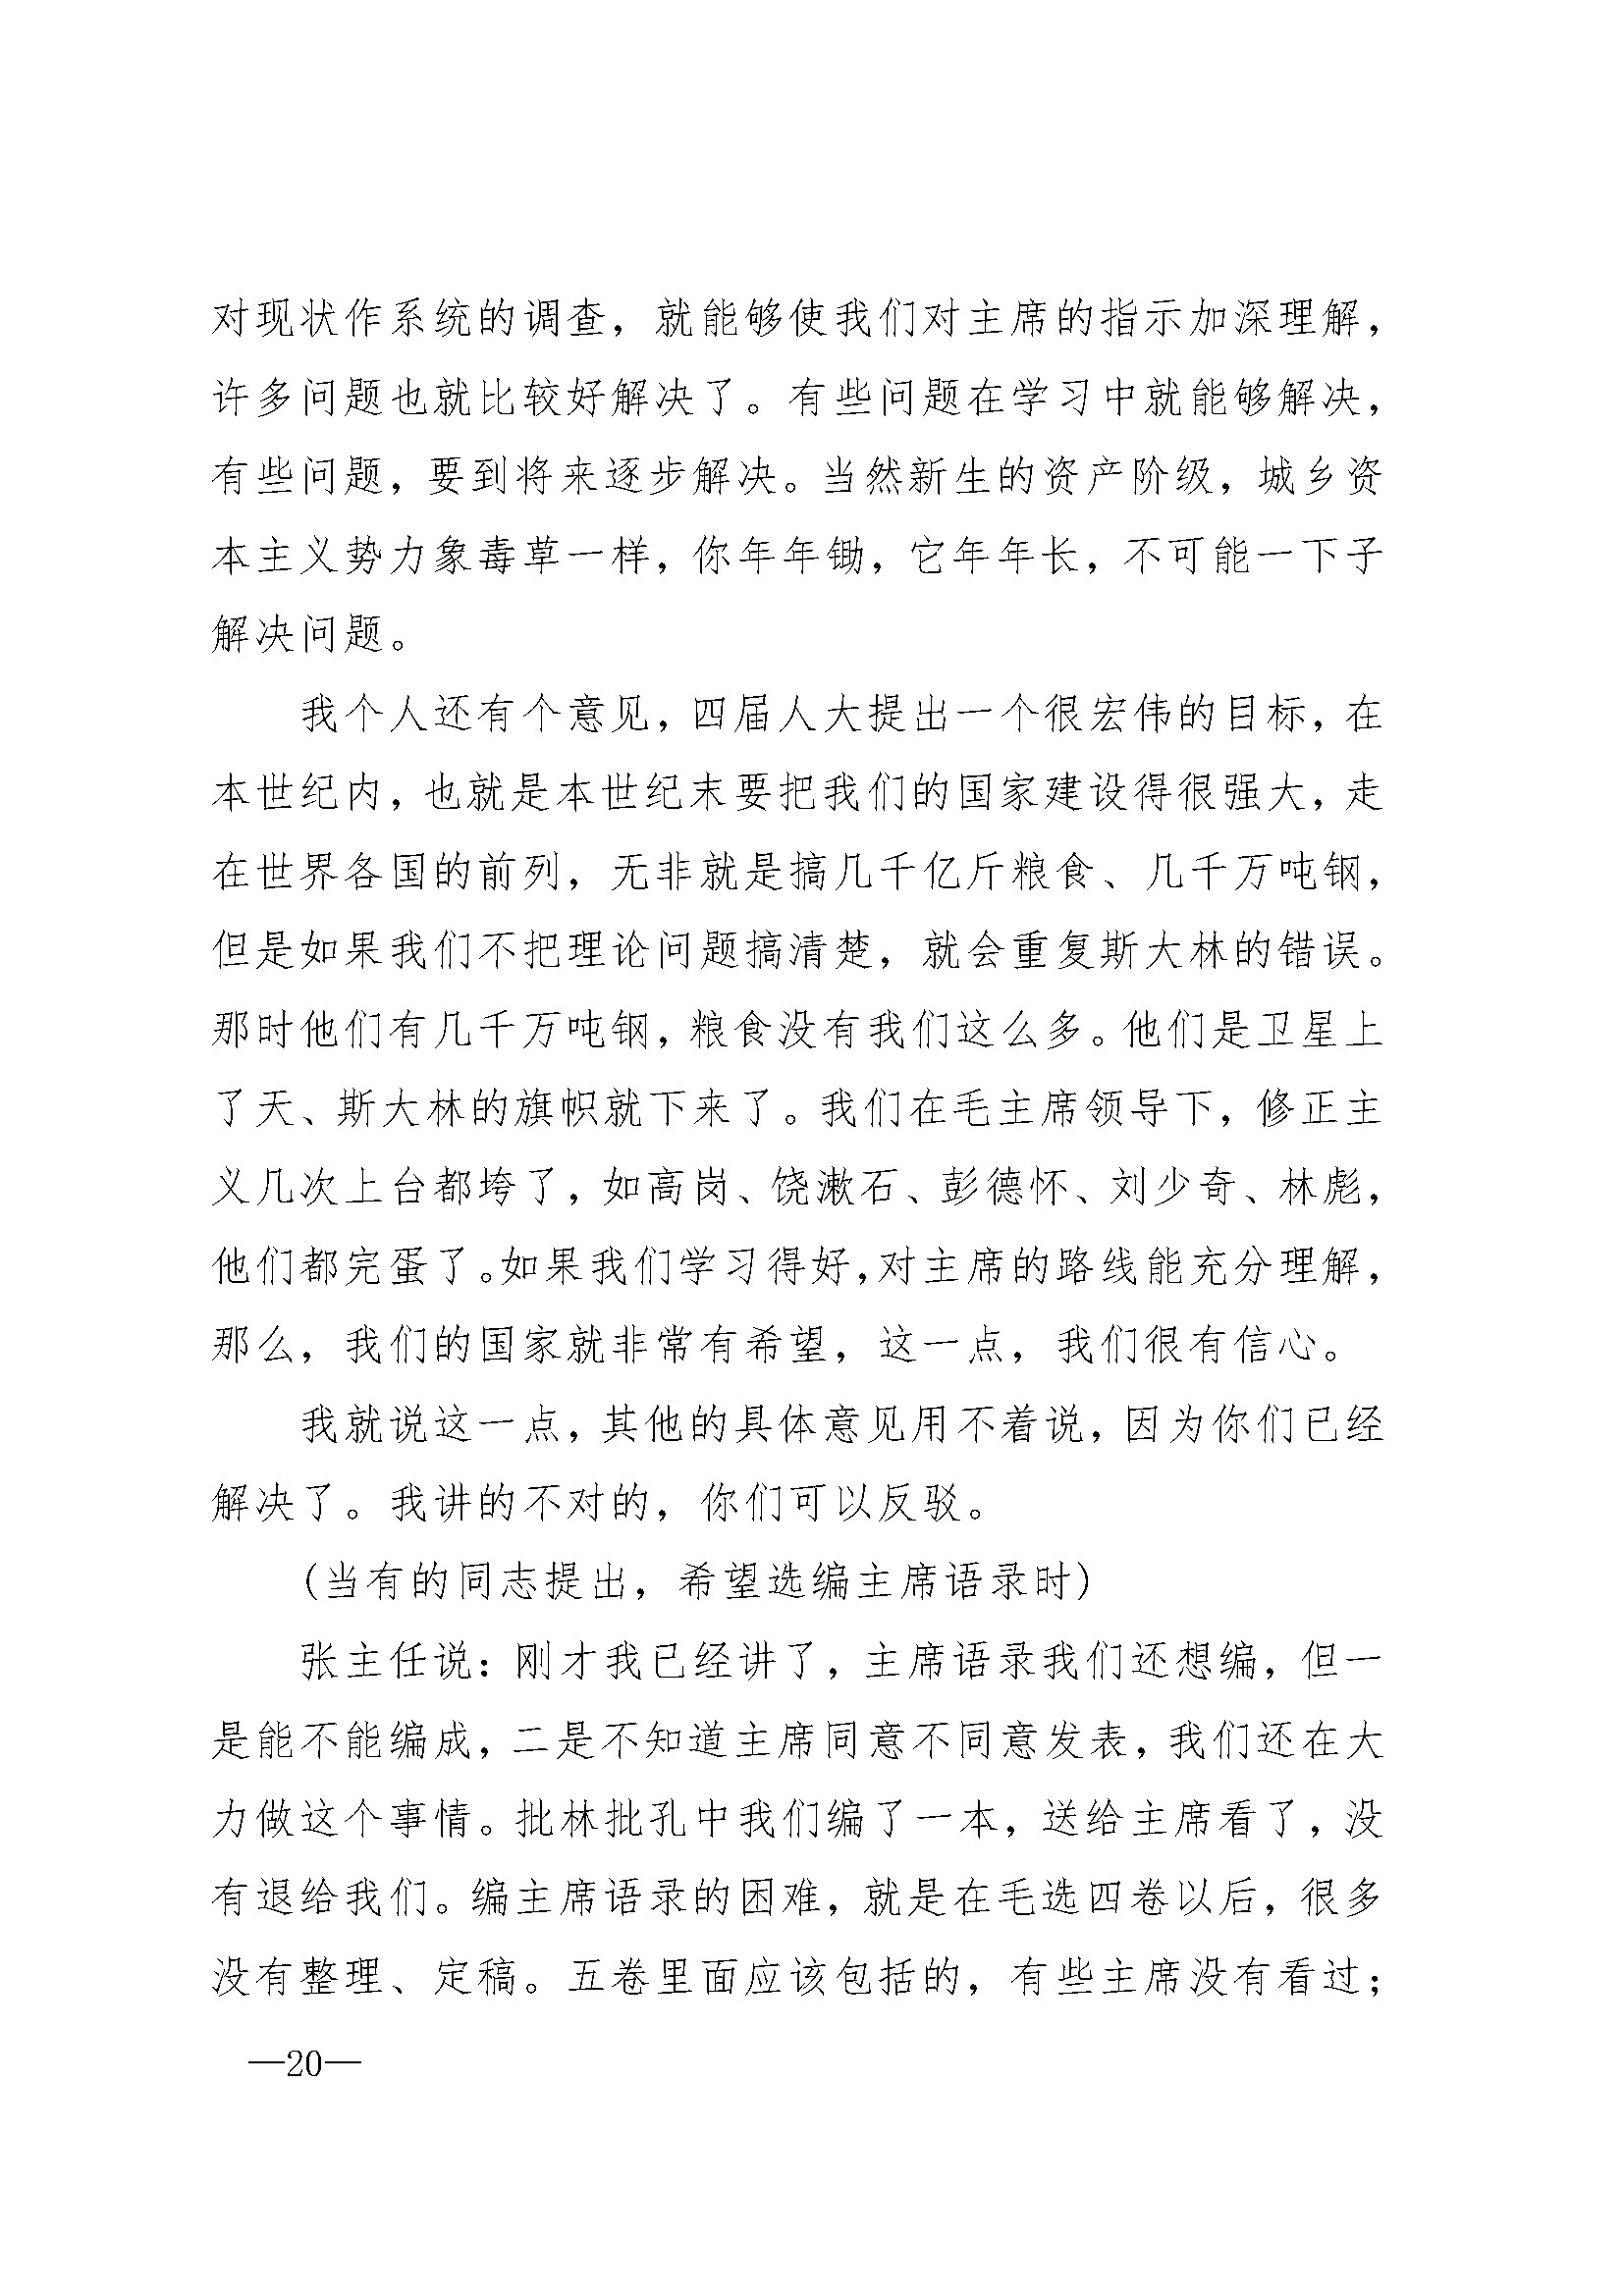 对现状作系统的调查，就能够使我们对主席的指示加深理解，
许多问题也就比较好解决了。有些问题在学习中就能够解决，
有些问题，要到将来逐步解决。当然新生的资产阶级，城乡资
本主义势力象毒草一样，你年年锄，它年年长，不可能一下子
解决问题。
我个人还有个意见，四届人大提出一个很宏伟的目标，在
本世纪内，也就是本世纪末要把我们的国家建设得很强大，走
在世界各国的前列，无非就是搞几千亿斤粮食、几千万吨钢，
但是如果我们不把理论问题搞清楚，就会重复斯大林的错误。
那时他们有几千万吨钢，粮食没有我们这么多。他们是卫星上
了天、斯大林的旗帜就下来了。我们在毛主席领导下，修正主
义几次上台都垮了，如高岗、饶漱石、彭德怀、刘少奇、林彪，
他们都完蛋了。如果我们学习得好，对主席的路线能充分理解，
那么，我们的国家就非常有希望，这一点，我们很有信心。
我就说这一点，其他的具体意见用不着说，因为你们已经
解决了。我讲的不对的，你们可以反驳。
(当有的同志提出，希望选编主席语录时)
张主任说：刚才我已经讲了，主席语录我们还想编，但一
是能不能编成，二是不知道主席同意不同意发表，我们还在大
力做这个事情。批林批孔中我们编了一本，送给主席看了，没
有退给我们。编主席语录的困难，就是在毛选四卷以后，很多
没有整理、定稿。五卷里面应该包括的，有些主席没有看过；
—20—